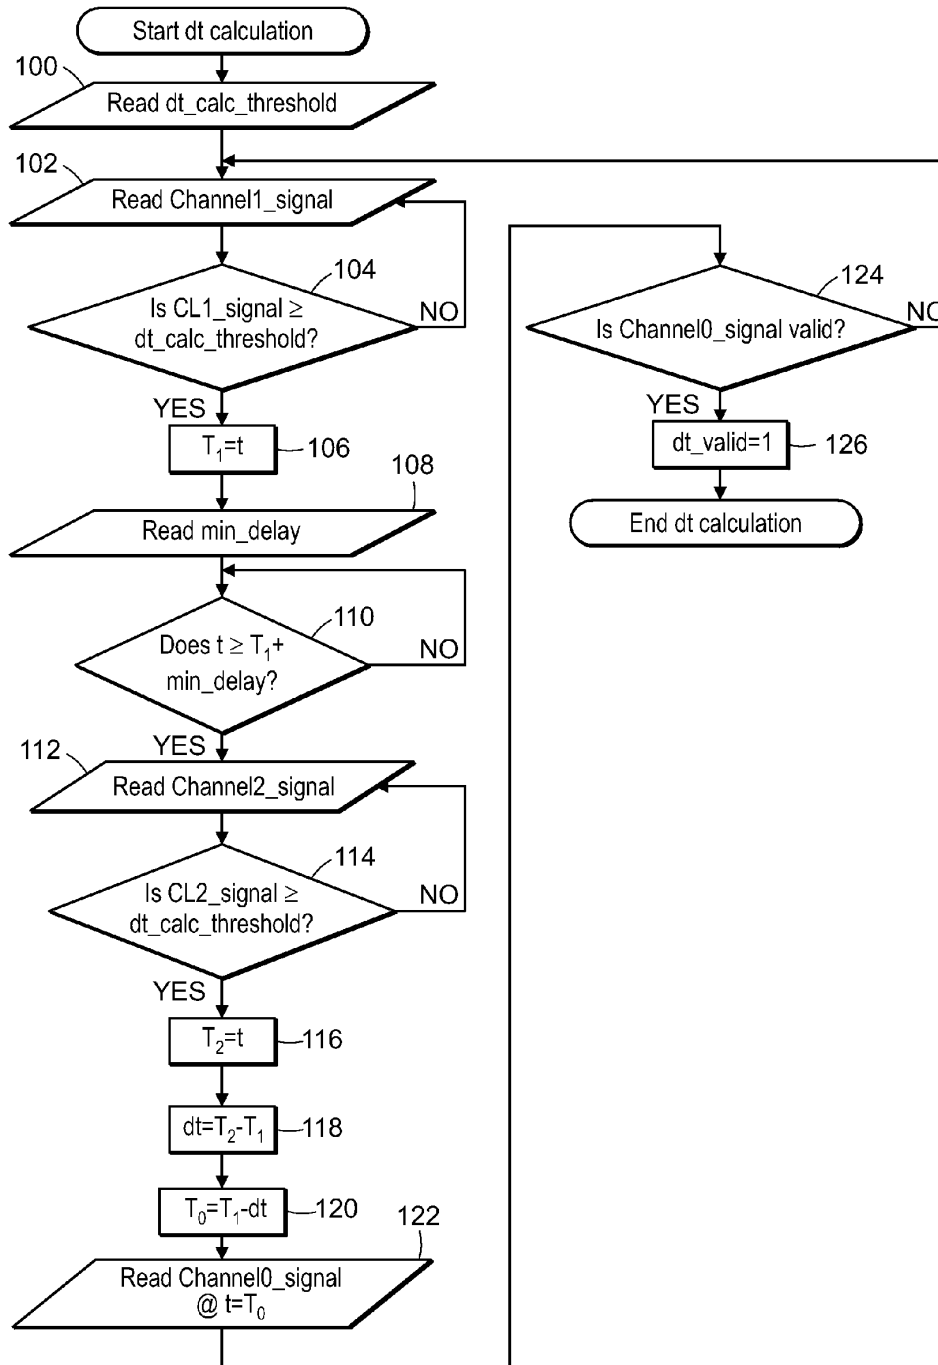 Start dt calculation
100
Read dt_calc_threshold
102
Read Channel1_signal
104
Is CL1_signal ≥
dt_calc_threshold?
NO
YES
T1=t
106
108
Read min_delay
110
Does t ≥ T1+
min_delay?
NO
YES
112
Read Channel2_signal
114
Is CL2_signal ≥
dt_calc_threshold?
NO
YES
T2=t
116
dt=T2-T1
118
T0=T1-dt
120
122
Read Channel0_signal
@ t=T0
124
Is Channel0_signal valid?
NO
YES
dt_valid=1
126
End dt calculation